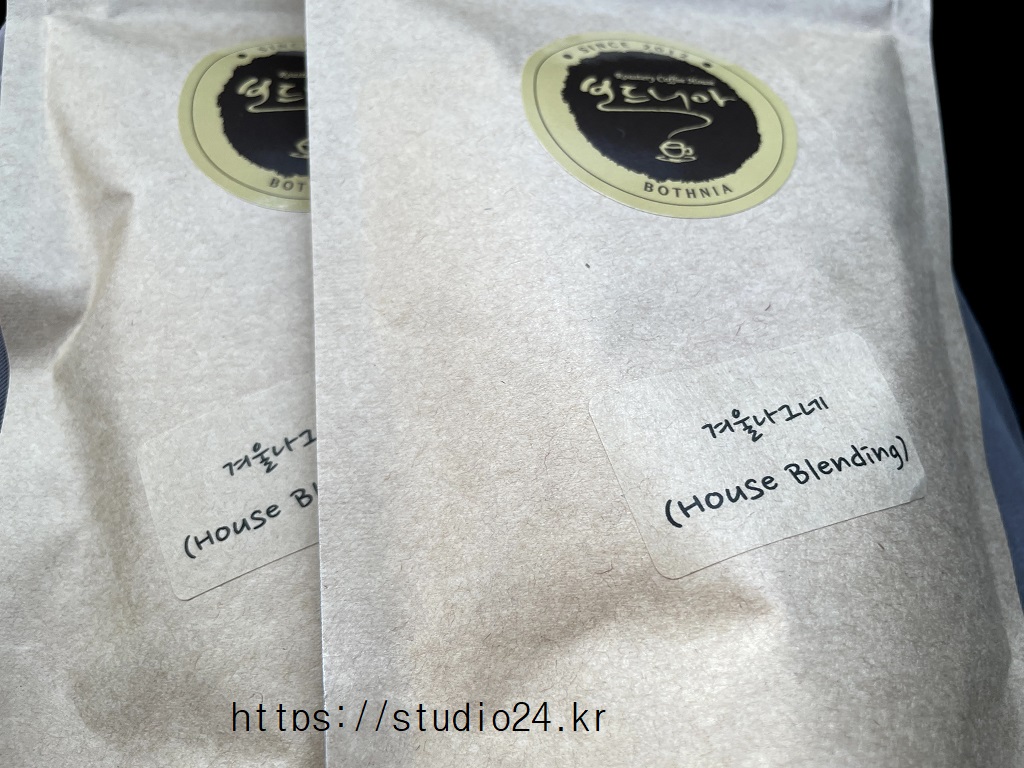 SINCE 2012
Roastery Coffee House
보트니아
BOTHNIA
겨울나그네
(House Blending)
BOT
겨울나그
(House Bl
https://studio24.kr